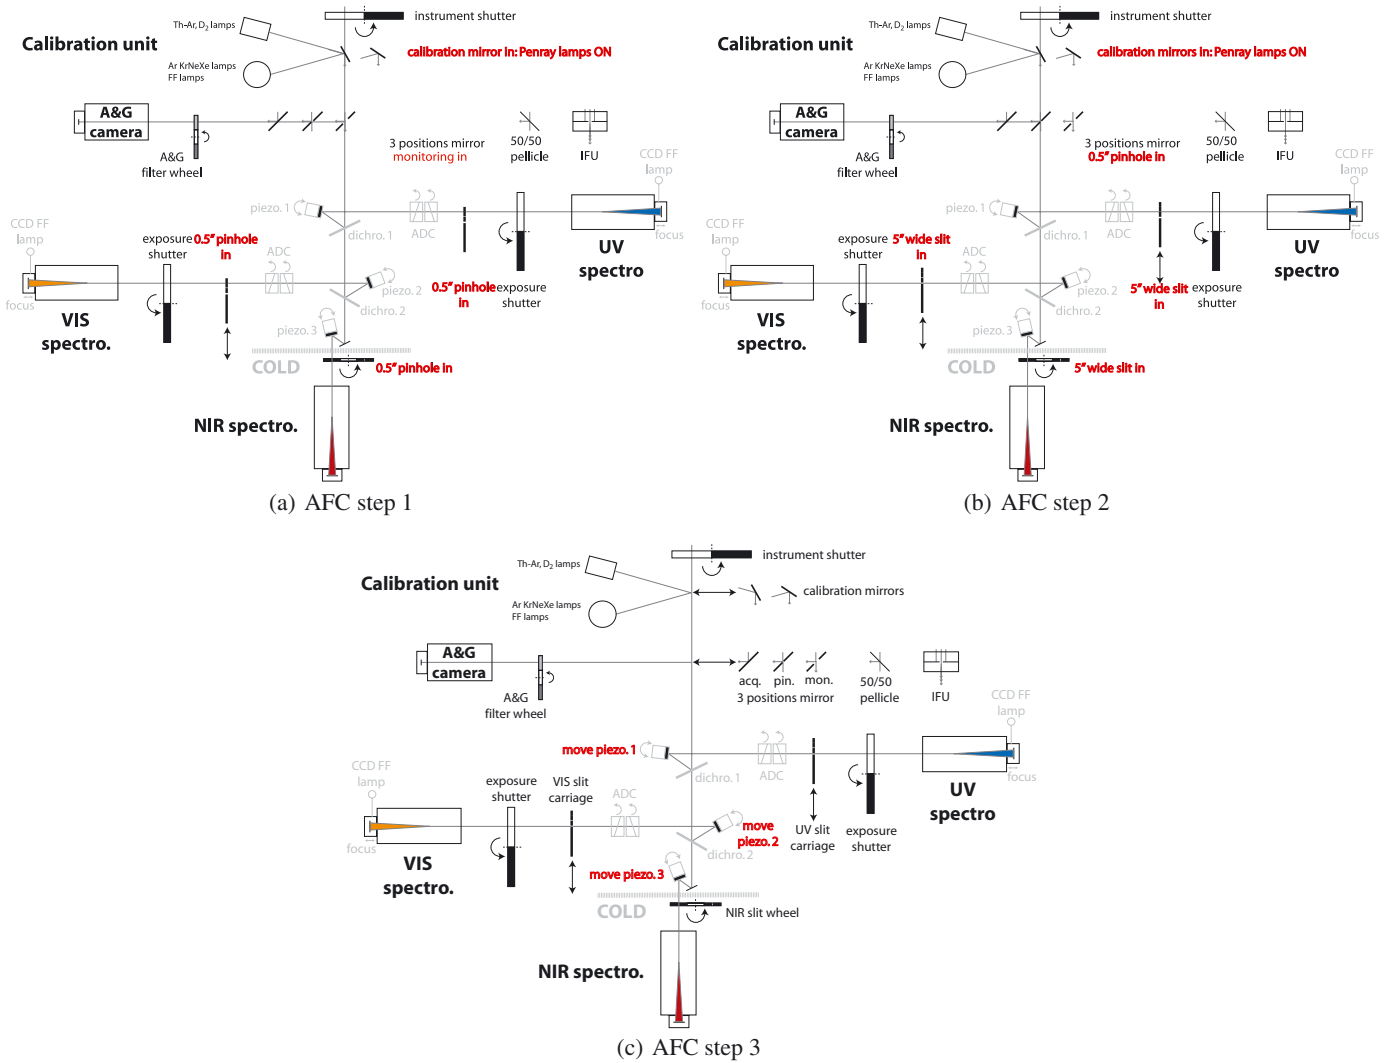 Th-Ar, D2 lamps
instrument shutter
Calibration unit
calibration mirror in: Penray lamps ON
Ar KrNeXe lamps
FF lamps
A&G
camera
A&G
filter wheel
3 positions mirror
monitoring in
50/50
pellicle
IFU
CCD FF
lamp
piezo. 1
dichro. 1
ADC
focus
UV
spectro
CCD FF
lamp
exposure
shutter
0.5" pinhole
in
ADC
0.5" pinhole
in
exposure
shutter
focus
VIS
spectro.
piezo. 2
dichro. 2
piezo. 3
COLD
0.5" pinhole in
NIR spectro.
(a) AFC step 1
Th-Ar, D2 lamps
instrument shutter
Calibration unit
calibration mirrors in: Penray lamps ON
Ar KrNeXe lamps
FF lamps
A&G
camera
A&G
filter wheel
3 positions mirror
0.5" pinhole in
50/50
pellicle
IFU
CCD FF
lamp
piezo. 1
dichro. 1
ADC
focus
UV
spectro
CCD FF
lamp
exposure
shutter
5" wide slit
in
ADC
5" wide slit
in
exposure
shutter
focus
VIS
spectro.
piezo. 2
dichro. 2
piezo. 3
COLD
5" wide slit in
NIR spectro.
(b) AFC step 2
Th-Ar, D2 lamps
instrument shutter
Calibration unit
calibration mirrors
Ar KrNeXe lamps
FF lamps
A&G
camera
A&G
filter wheel
acq.
pin.
mon.
3 positions mirror
50/50
pellicle
IFU
CCD FF
lamp
move piezo. 1
dichro. 1
ADC
focus
UV
spectro
CCD FF
lamp
exposure
shutter
VIS slit
carriage
ADC
move
piezo. 2
UV slit
carriage
exposure
shutter
focus
VIS
spectro.
dichro. 2
move piezo. 3
COLD
NIR slit wheel
NIR spectro.
(c) AFC step 3